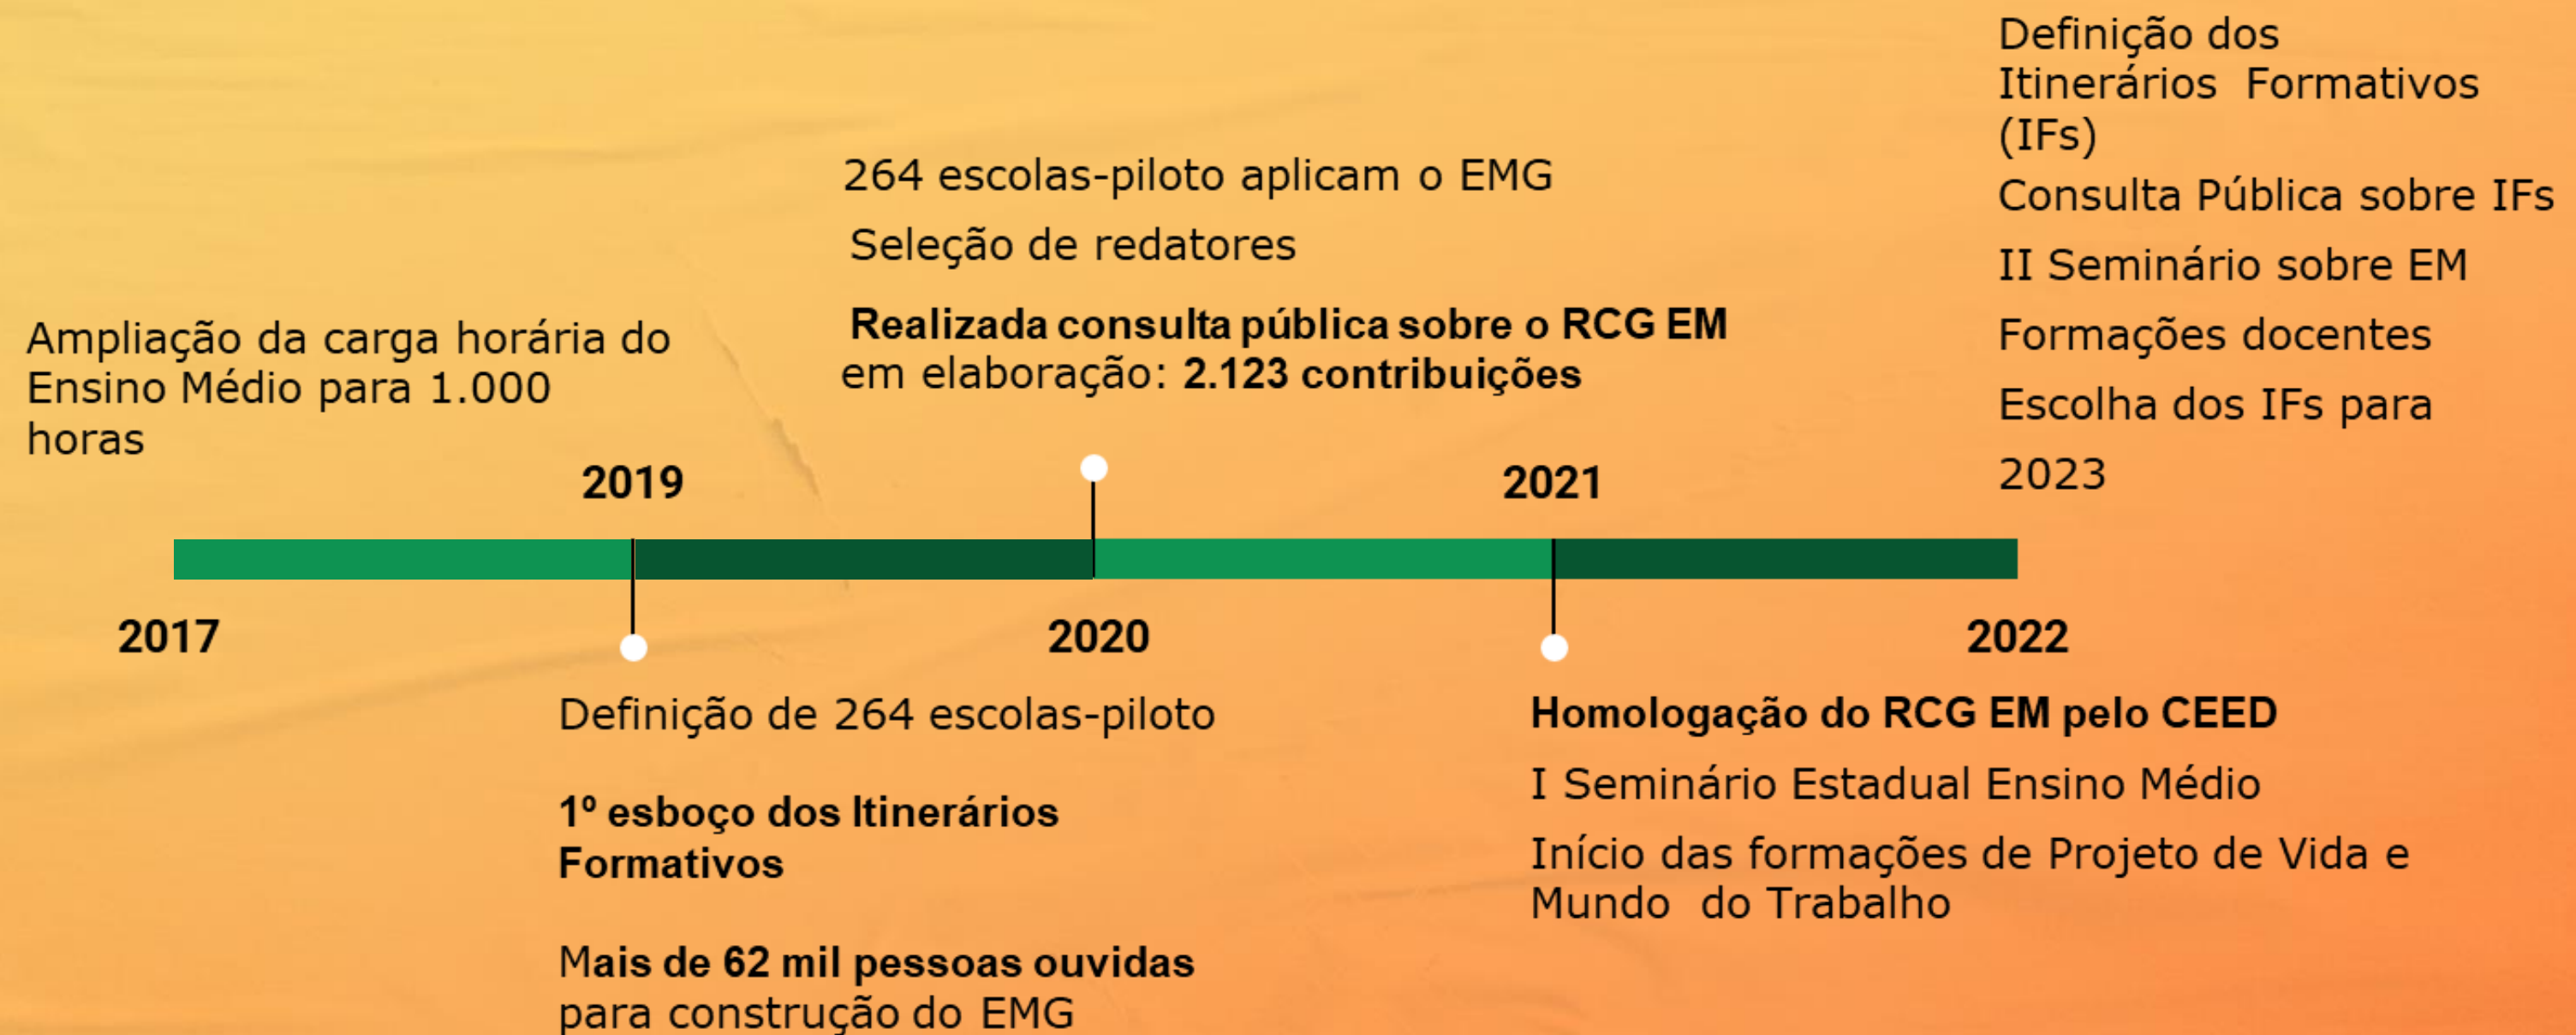 Ampliação da carga horária do
Ensino Médio para 1.000
horas
2017
2019
Definição de 264 escolas-piloto
1º esboço dos Itinerários
Formativos
Mais de 62 mil pessoas ouvidas
para construção do EMG
264 escolas-piloto aplicam o EMG
Seleção de redatores
Realizada consulta pública sobre o RCG EM
em elaboração: 2.123 contribuições
2020
2021
Homologação do RCG EM pelo CEED
I Seminário Estadual Ensino Médio
Início das formações de Projeto de Vida e
Mundo do Trabalho
Definição dos
Itinerários Formativos
(IFs)
Consulta Pública sobre IFs
II Seminário sobre EM
Formações docentes
Escolha dos IFs para
2023
2022